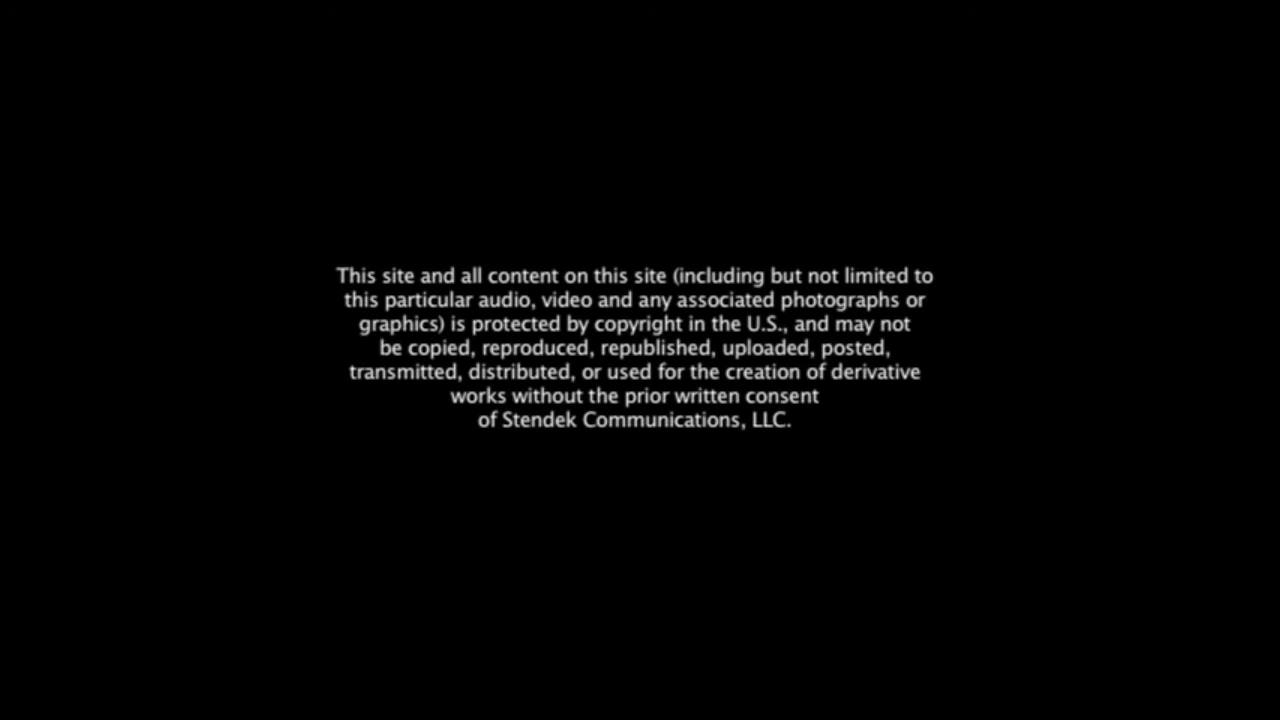 This site and all content on this site (including but not limited to
this particular audio, video and any associated photographs or
graphics) is protected by copyright in the U.S., and may not
be copied, reproduced, republished, uploaded, posted,
transmitted, distributed, or used for the creation of derivative
works without the prior written consent
of Stendek Communications, LLC.